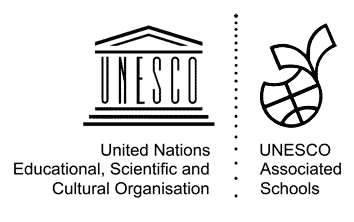 UNESCO
United Nations
Educational, Scientific and
Cultural Organisation
UNESCO
Associated
Schools